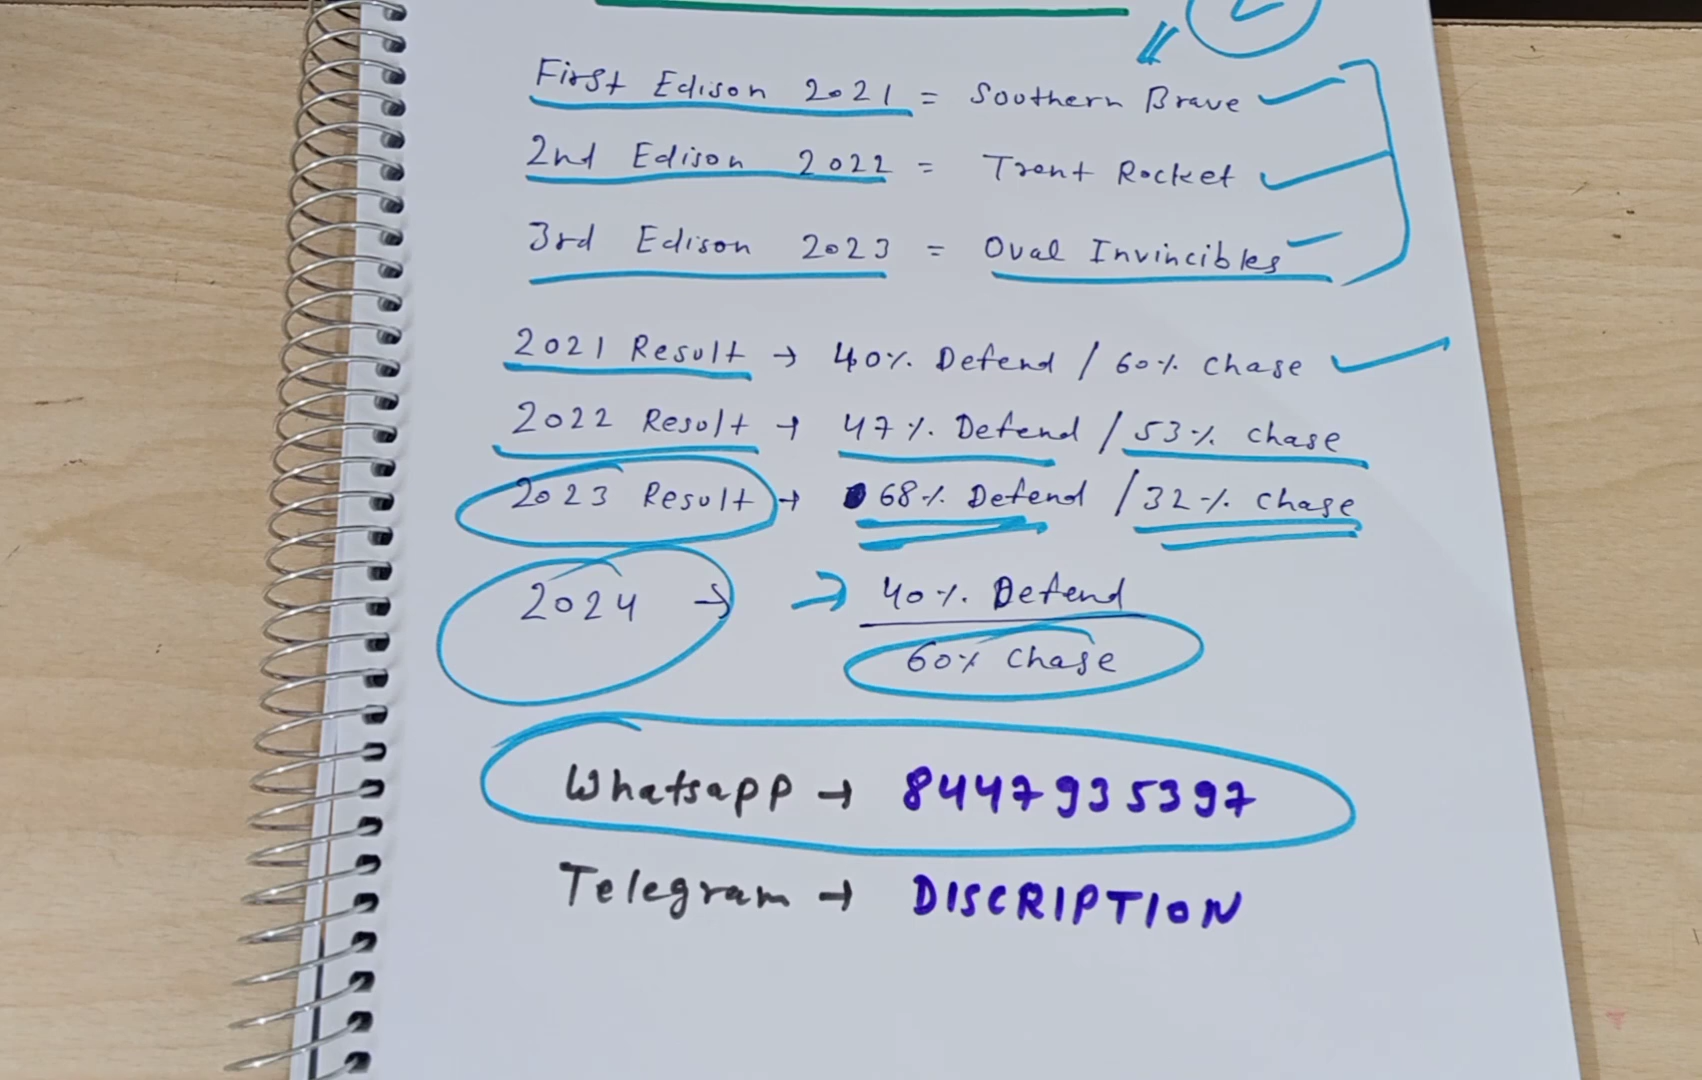 First Edison 2021 = Southern Brave
2nd Edison 2022 = Trent Rocket
3rd Edison 2023 = Oval Invincibles
2021 Result → 40% Defend / 60% Chase
2022 Result → 47% Defend / 53% Chase
2023 Result → 68% Defend / 32% Chase
2024 → → 40% Defend
60% Chase
Whatsapp → 8447935397
Telegram → DISCRIPTION